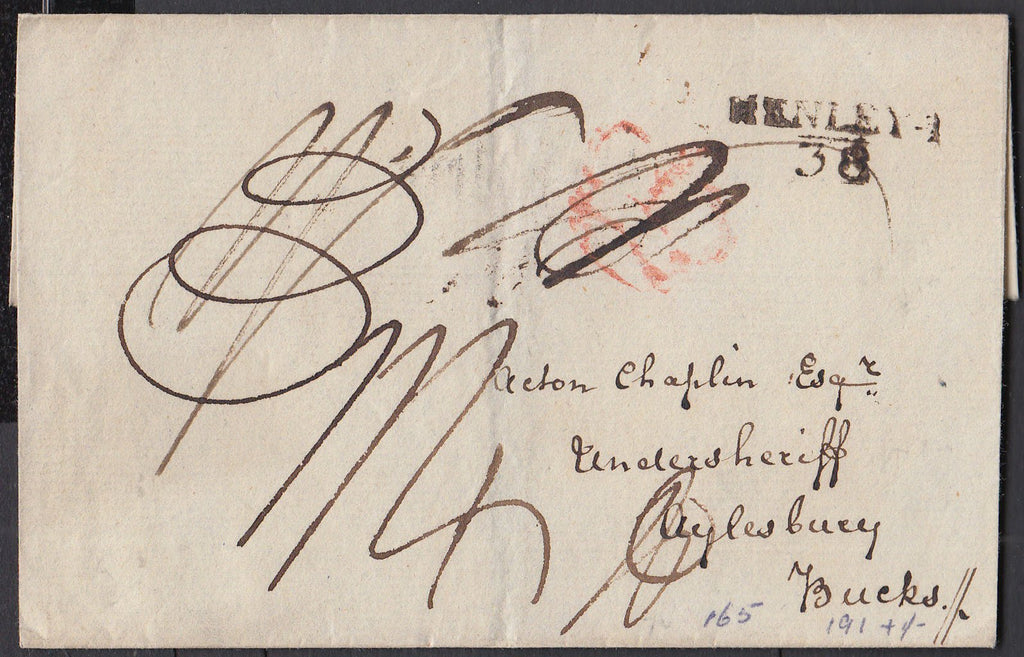 HENLEY-T
38
Acton Chaplin Esqr
Undersheriff
Aylesbury
Bucks.//
165
191 +/-